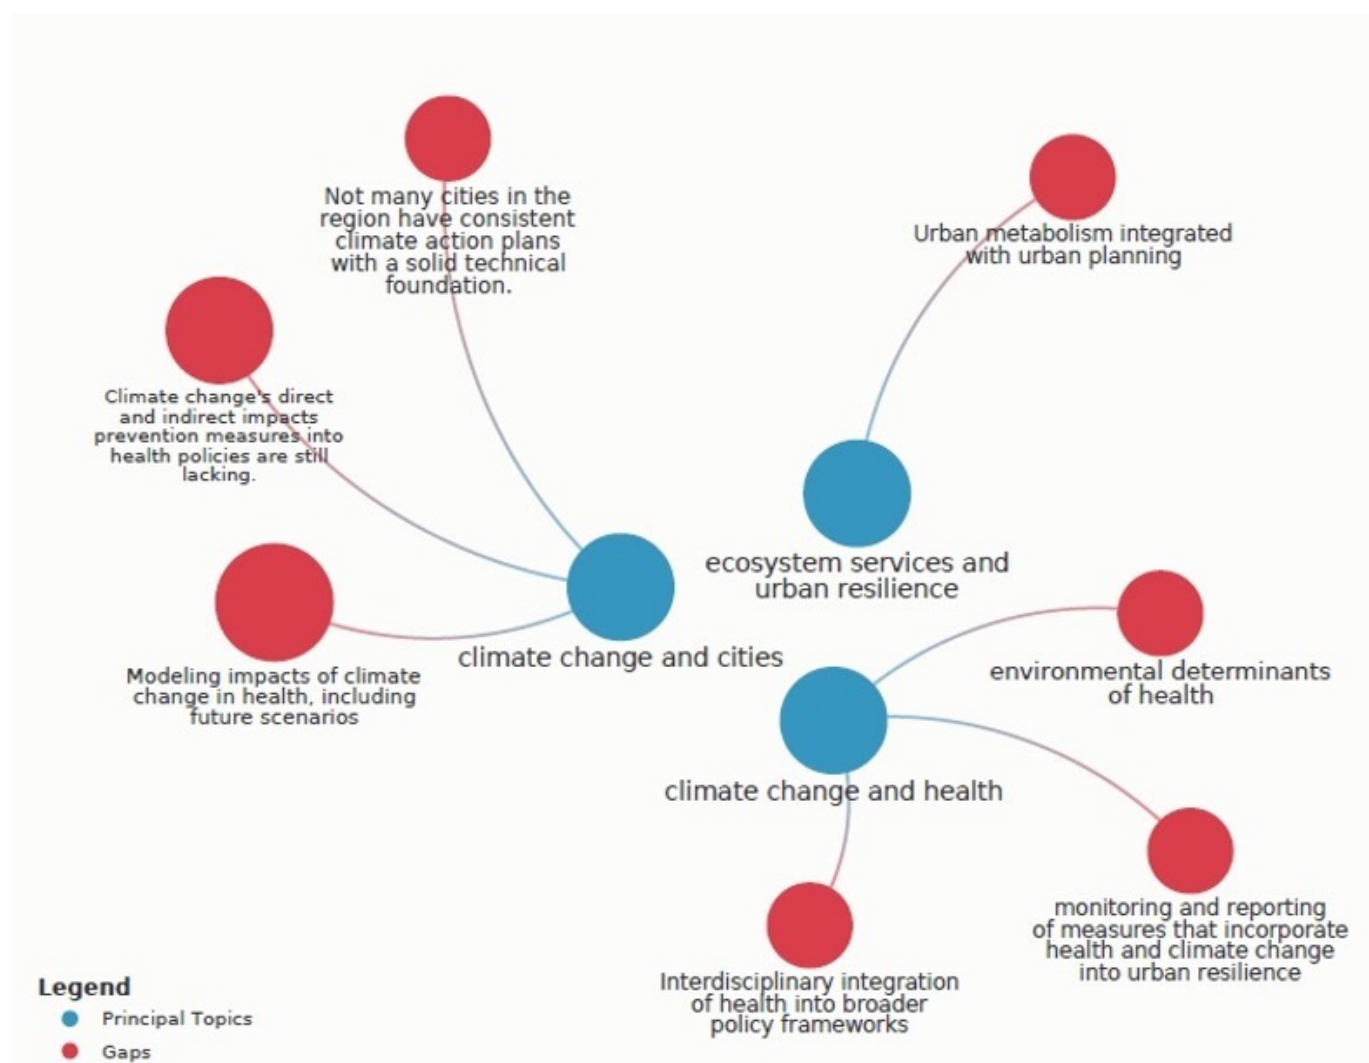 Not many cities in the
region have consistent
climate action plans
with a solid technical
foundation.
Urban metabolism integrated
with urban planning
Climate change's direct
and indirect impacts
prevention measures into
health policies are still
lacking.
ecosystem services and
urban resilience
climate change and cities
Modeling impacts of climate
change in health, including
future scenarios
environmental determinants
of health
climate change and health
monitoring and reporting
of measures that incorporate
health and climate change
into urban resilience
Interdisciplinary integration
of health into broader
policy frameworks
Legend
Principal Topics
Gaps